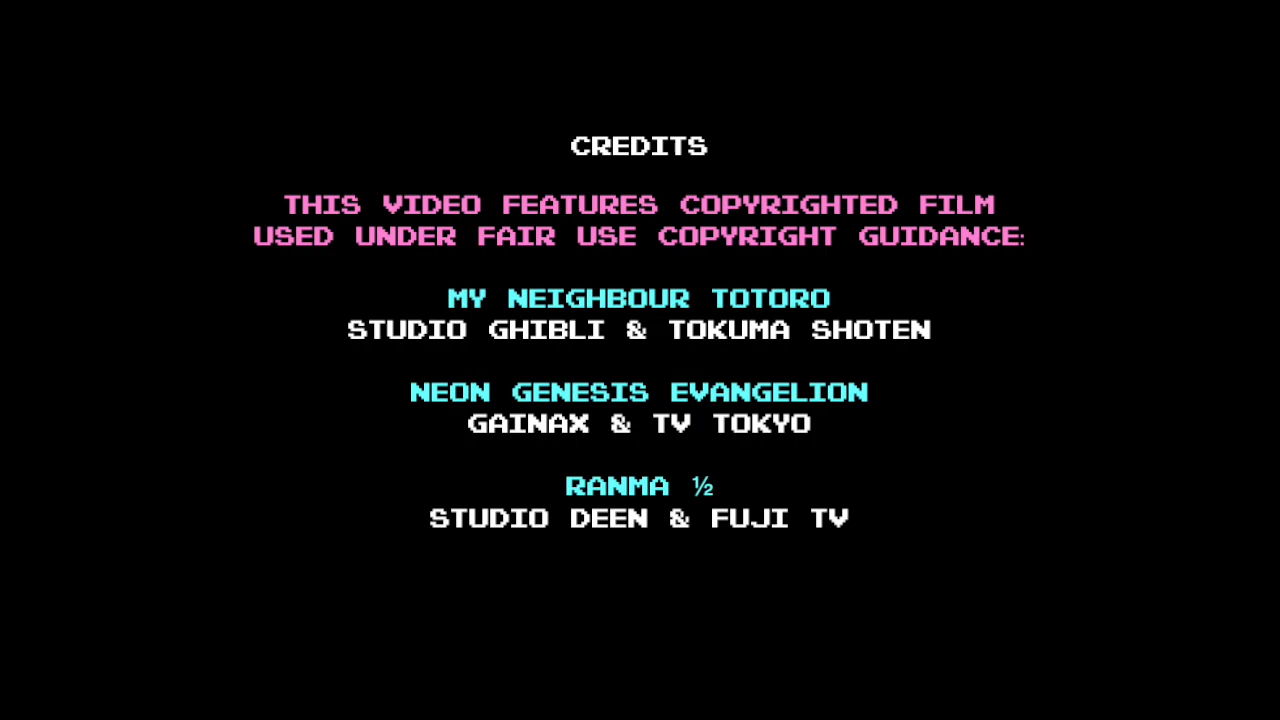 CREDITS
THIS VIDEO FEATURES COPYRIGHTED FILM
USED UNDER FAIR USE COPYRIGHT GUIDANCE:
MY NEIGHBOUR TOTORO
STUDIO GHIBLI & TOKUMA SHOTEN
NEON GENESIS EVANGELION
GAINAX & TV TOKYO
RANMA ½
STUDIO DEEN & FUJI TV